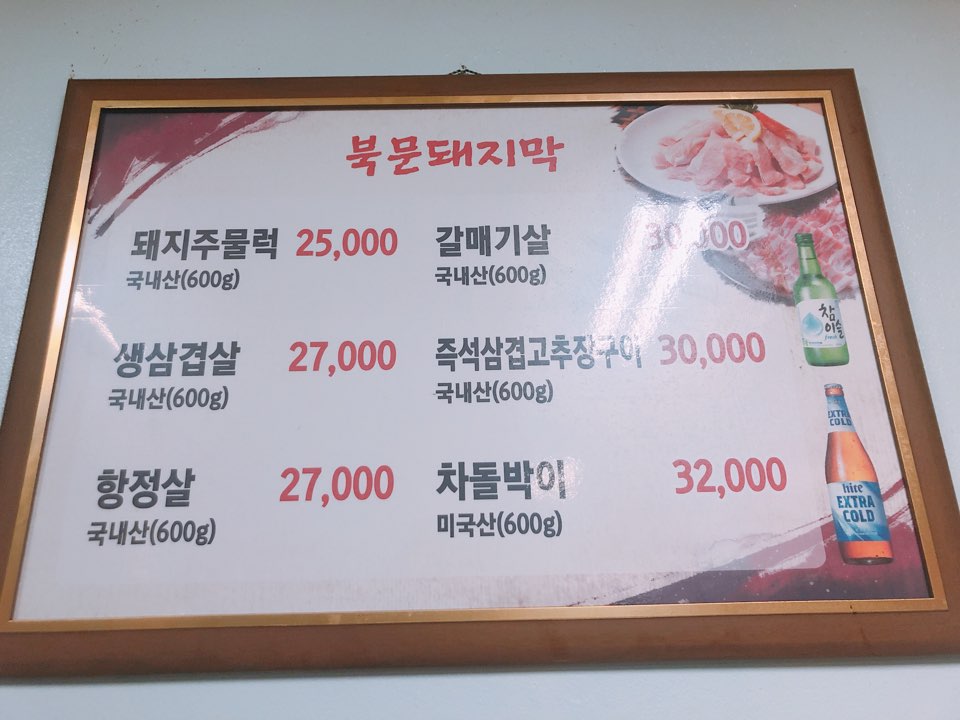 북문돼지막
돼지주물럭 25,000
국내산(600g)
갈매기살 30,000
국내산(600g)
생삼겹살 27,000
국내산(600g)
즉석삼겹고추장구이 30,000
국내산(600g)
항정살 27,000
국내산(600g)
차돌박이 32,000
미국산(600g)
참
이슬
fresh
EXTRA
COLD
hite
EXTRA
COLD